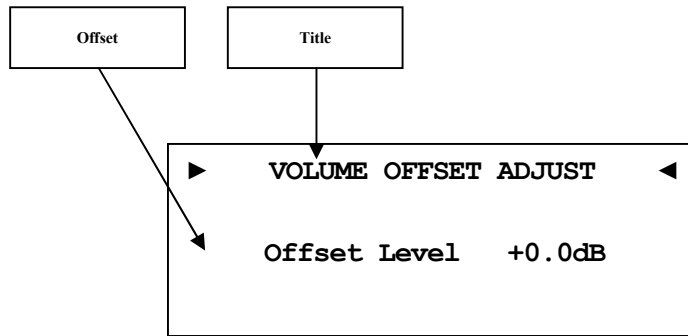 Offset
Title
► VOLUME OFFSET ADJUST ◄
Offset Level +0.0dB